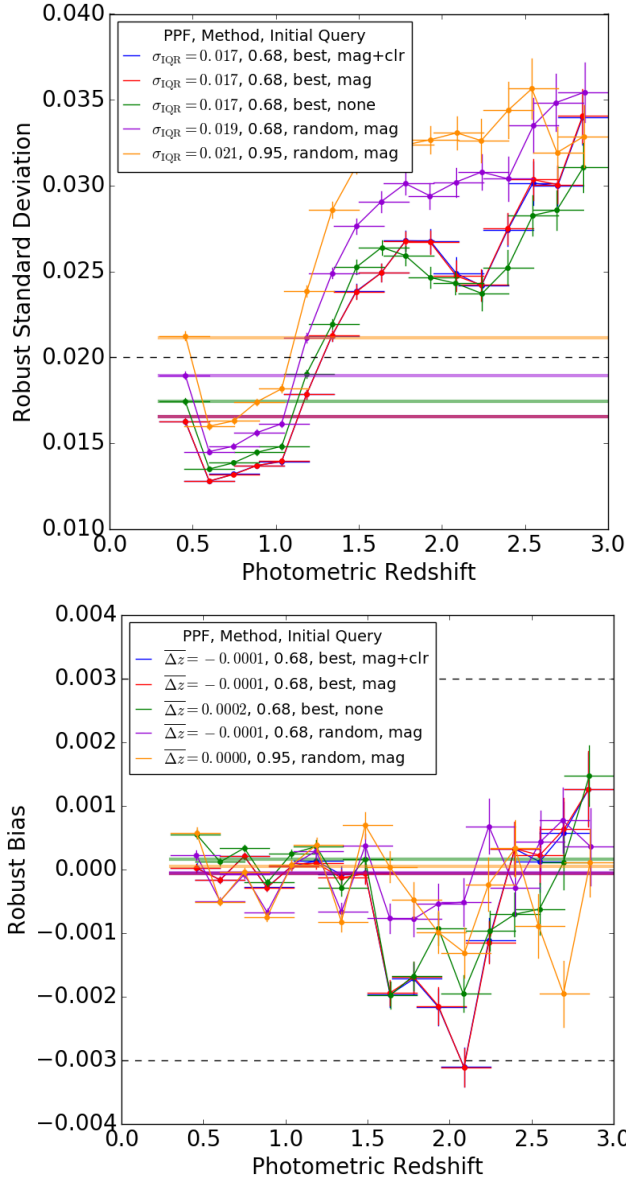 0.040
0.035
0.030
0.025
0.020
0.015
0.010
Robust Standard Deviation
PPF, Method, Initial Query
σIQR = 0.017, 0.68, best, mag+clr
σIQR = 0.017, 0.68, best, mag
σIQR = 0.017, 0.68, best, none
σIQR = 0.019, 0.68, random, mag
σIQR = 0.021, 0.95, random, mag
0.0 0.5 1.0 1.5 2.0 2.5 3.0
Photometric Redshift
0.004
0.003
0.002
0.001
0.000
−0.001
−0.002
−0.003
−0.004
Robust Bias
PPF, Method, Initial Query
Δz = −0.0001, 0.68, best, mag+clr
Δz = −0.0001, 0.68, best, mag
Δz = 0.0002, 0.68, best, none
Δz = −0.0001, 0.68, random, mag
Δz = 0.0000, 0.95, random, mag
0.0 0.5 1.0 1.5 2.0 2.5 3.0
Photometric Redshift